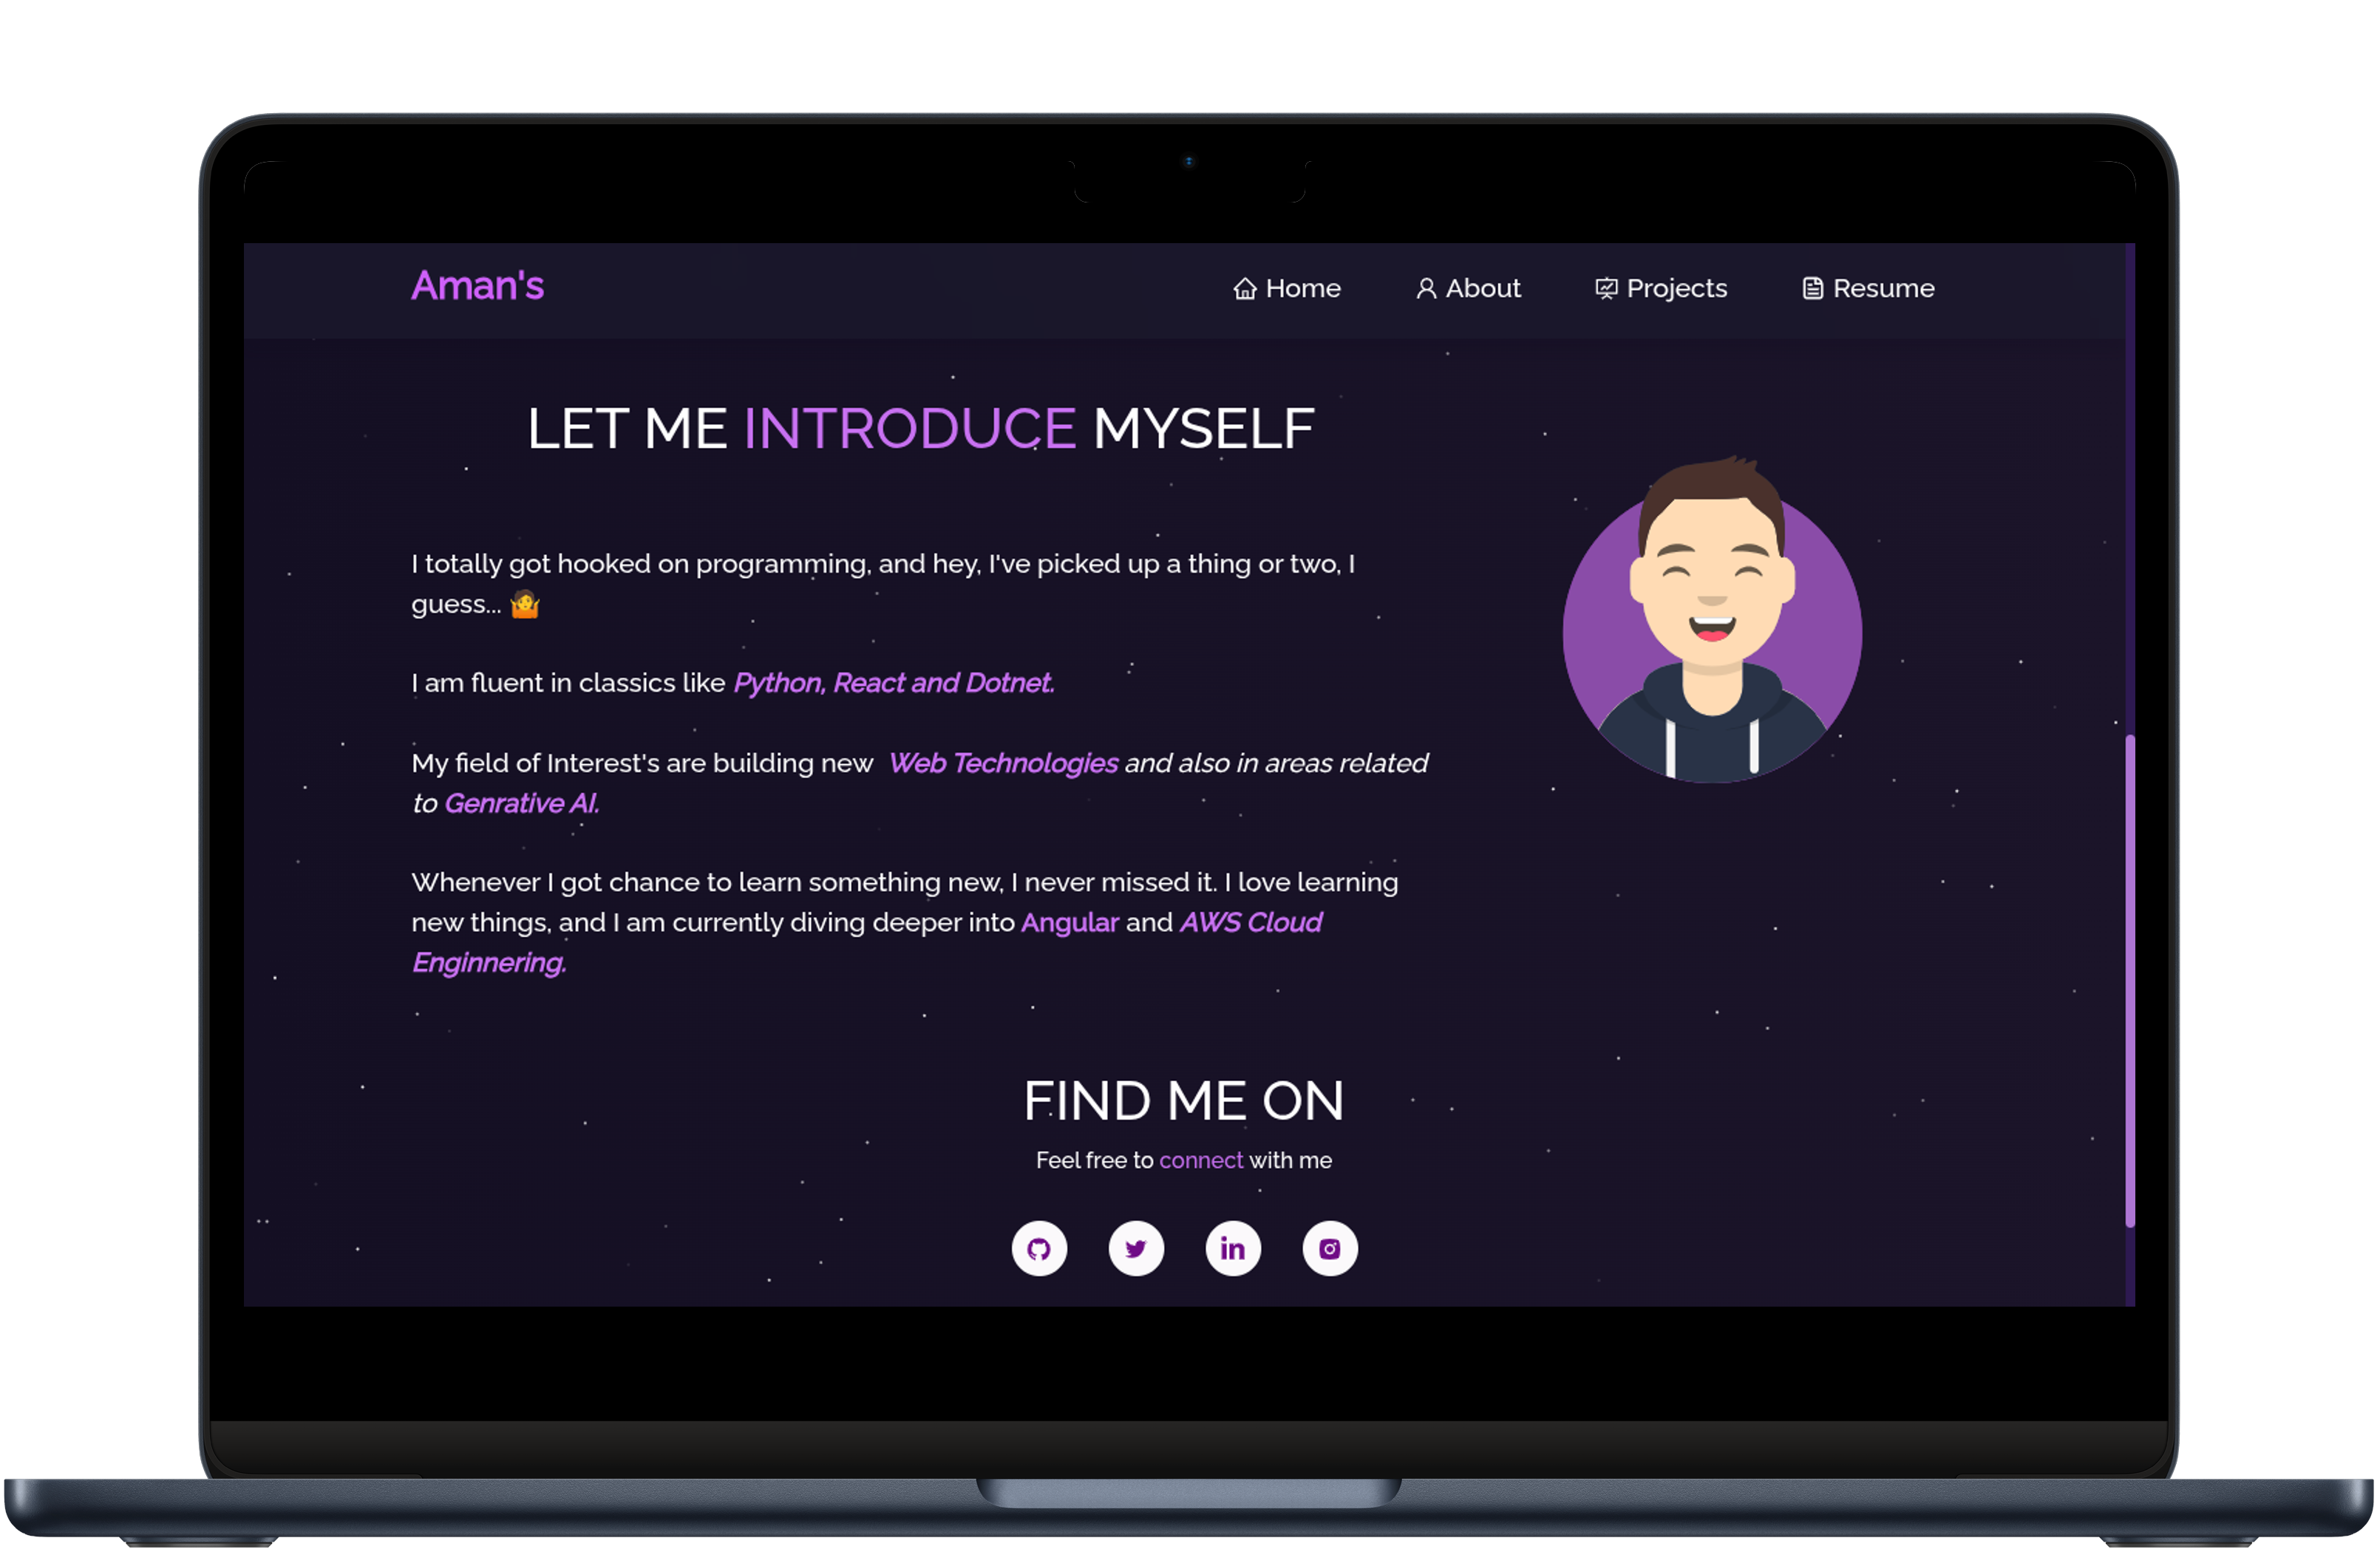 Aman's
Home About Projects Resume
LET ME INTRODUCE MYSELF
I totally got hooked on programming, and hey, I've picked up a thing or two, I
guess... 🤷
I am fluent in classics like Python, React and Dotnet.
My field of Interest's are building new Web Technologies and also in areas related
to Genrative AI.
Whenever I got chance to learn something new, I never missed it. I love learning
new things, and I am currently diving deeper into Angular and AWS Cloud
Enginnering.
FIND ME ON
Feel free to connect with me
in